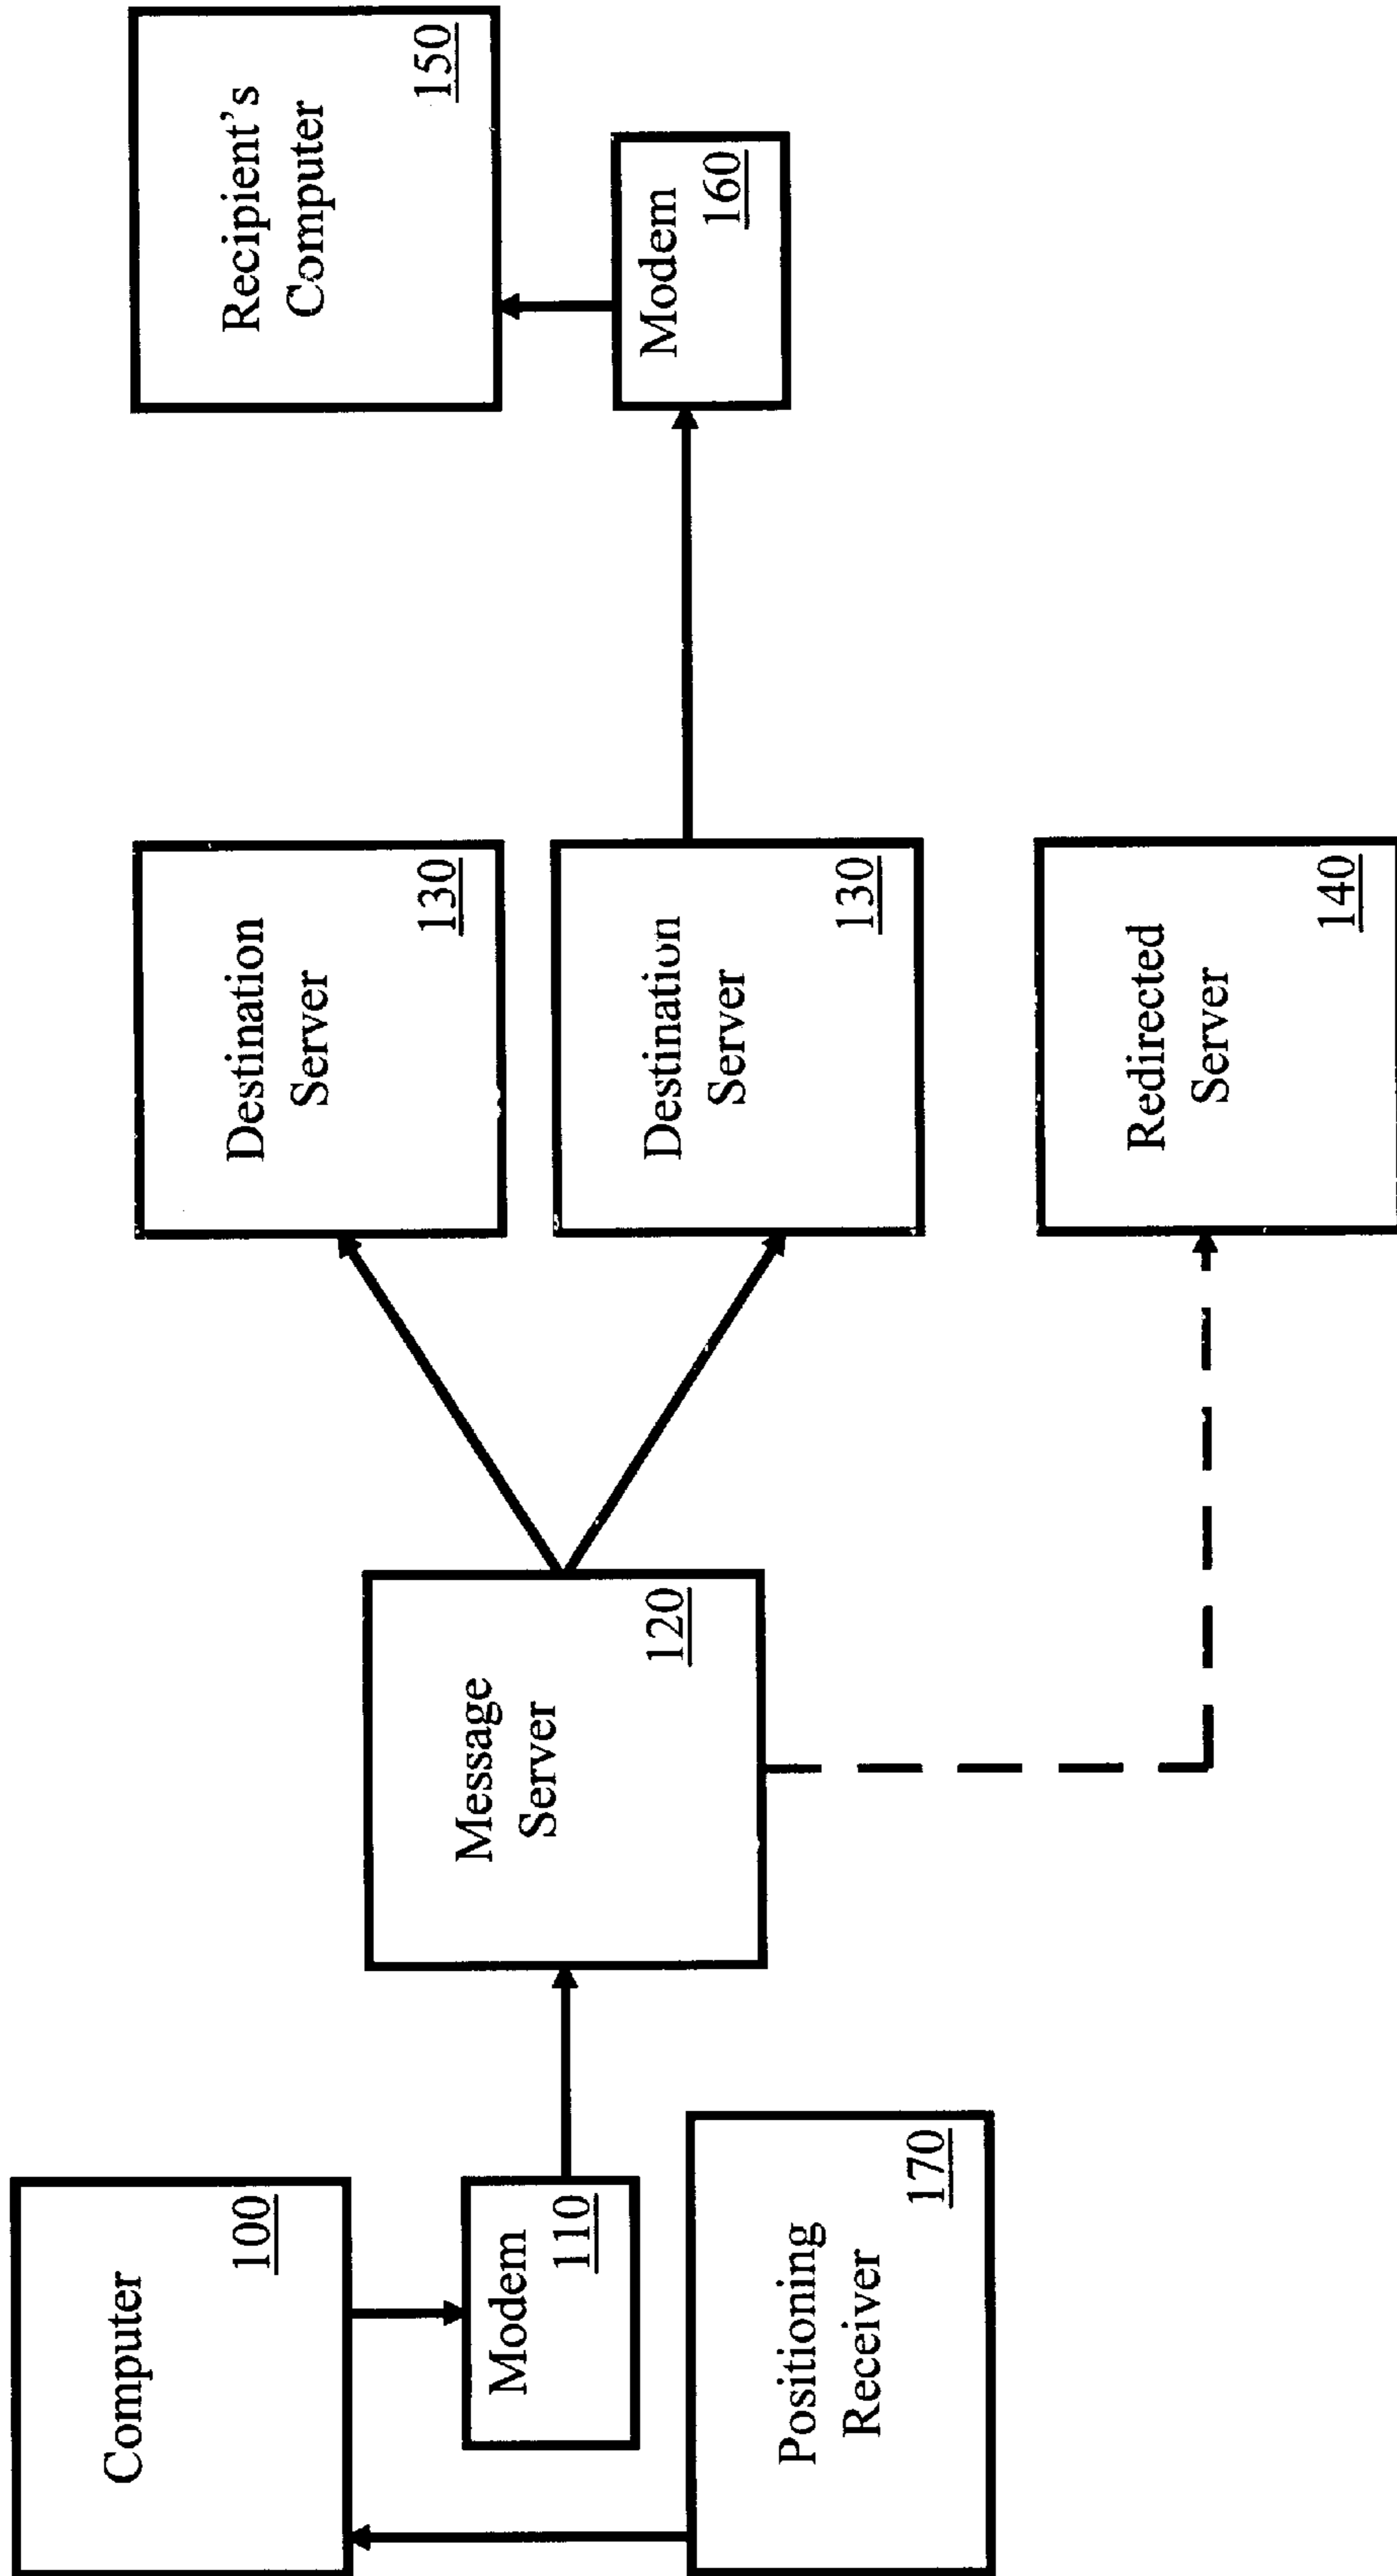 Computer
100
Modem
110
Positioning
Receiver
170
Message
Server
120
Destination
Server
130
Destination
Server
130
Redirected
Server
140
Recipient's
Computer
150
Modem
160